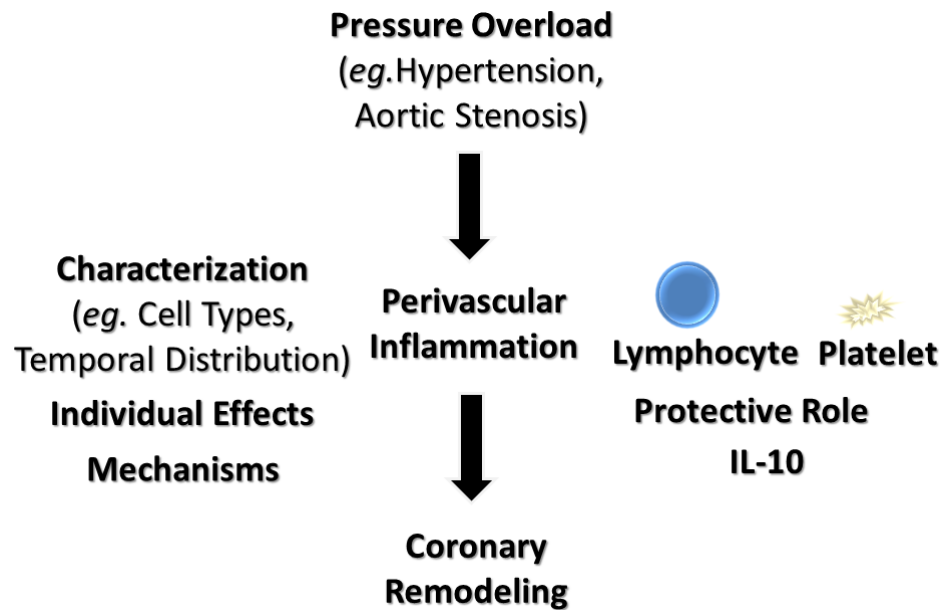 Pressure Overload
(eg.Hypertension,
Aortic Stenosis)
Characterization
(eg. Cell Types,
Temporal Distribution)
Individual Effects
Mechanisms
Perivascular
Inflammation
Lymphocyte Platelet
Protective Role
IL-10
Coronary
Remodeling